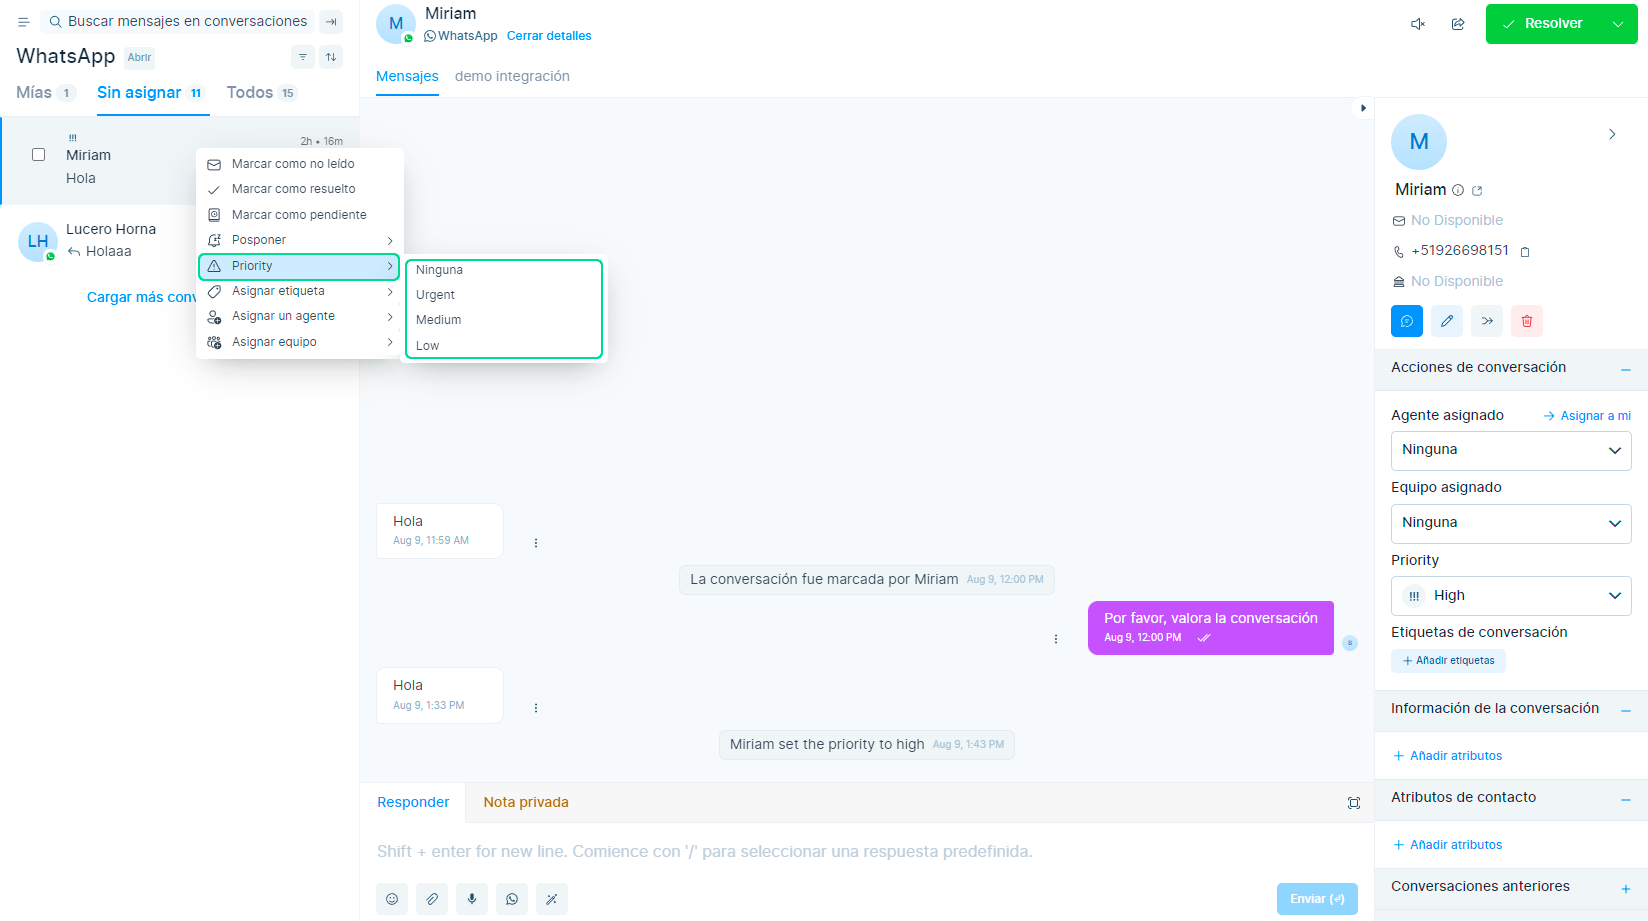 Buscar mensajes en conversaciones
WhatsApp Abrir
Mías 1 Sin asignar 11 Todos 15
!!!
2h • 16m
Miriam
Hola
LH
Lucero Horna
Holaaa
Cargar más conv
Marcar como no leído
Marcar como resuelto
Marcar como pendiente
Posponer
Priority
Asignar etiqueta
Asignar un agente
Asignar equipo
Ninguna
Urgent
Medium
Low
M
Miriam
WhatsApp Cerrar detalles
Resolver
Mensajes demo integración
Hola
Aug 9, 11:59 AM
La conversación fue marcada por Miriam Aug 9, 12:00 PM
Por favor, valora la conversación
Aug 9, 12:00 PM
Hola
Aug 9, 1:33 PM
Miriam set the priority to high Aug 9, 1:43 PM
Responder Nota privada
Shift + enter for new line. Comience con '/' para seleccionar una respuesta predefinida.
Enviar (↵)
M
Miriam
No Disponible
+51926698151
No Disponible
Acciones de conversación
Agente asignado Asignar a mi
Ninguna
Equipo asignado
Ninguna
Priority
!!! High
Etiquetas de conversación
+ Añadir etiquetas
Información de la conversación
+ Añadir atributos
Atributos de contacto
+ Añadir atributos
Conversaciones anteriores